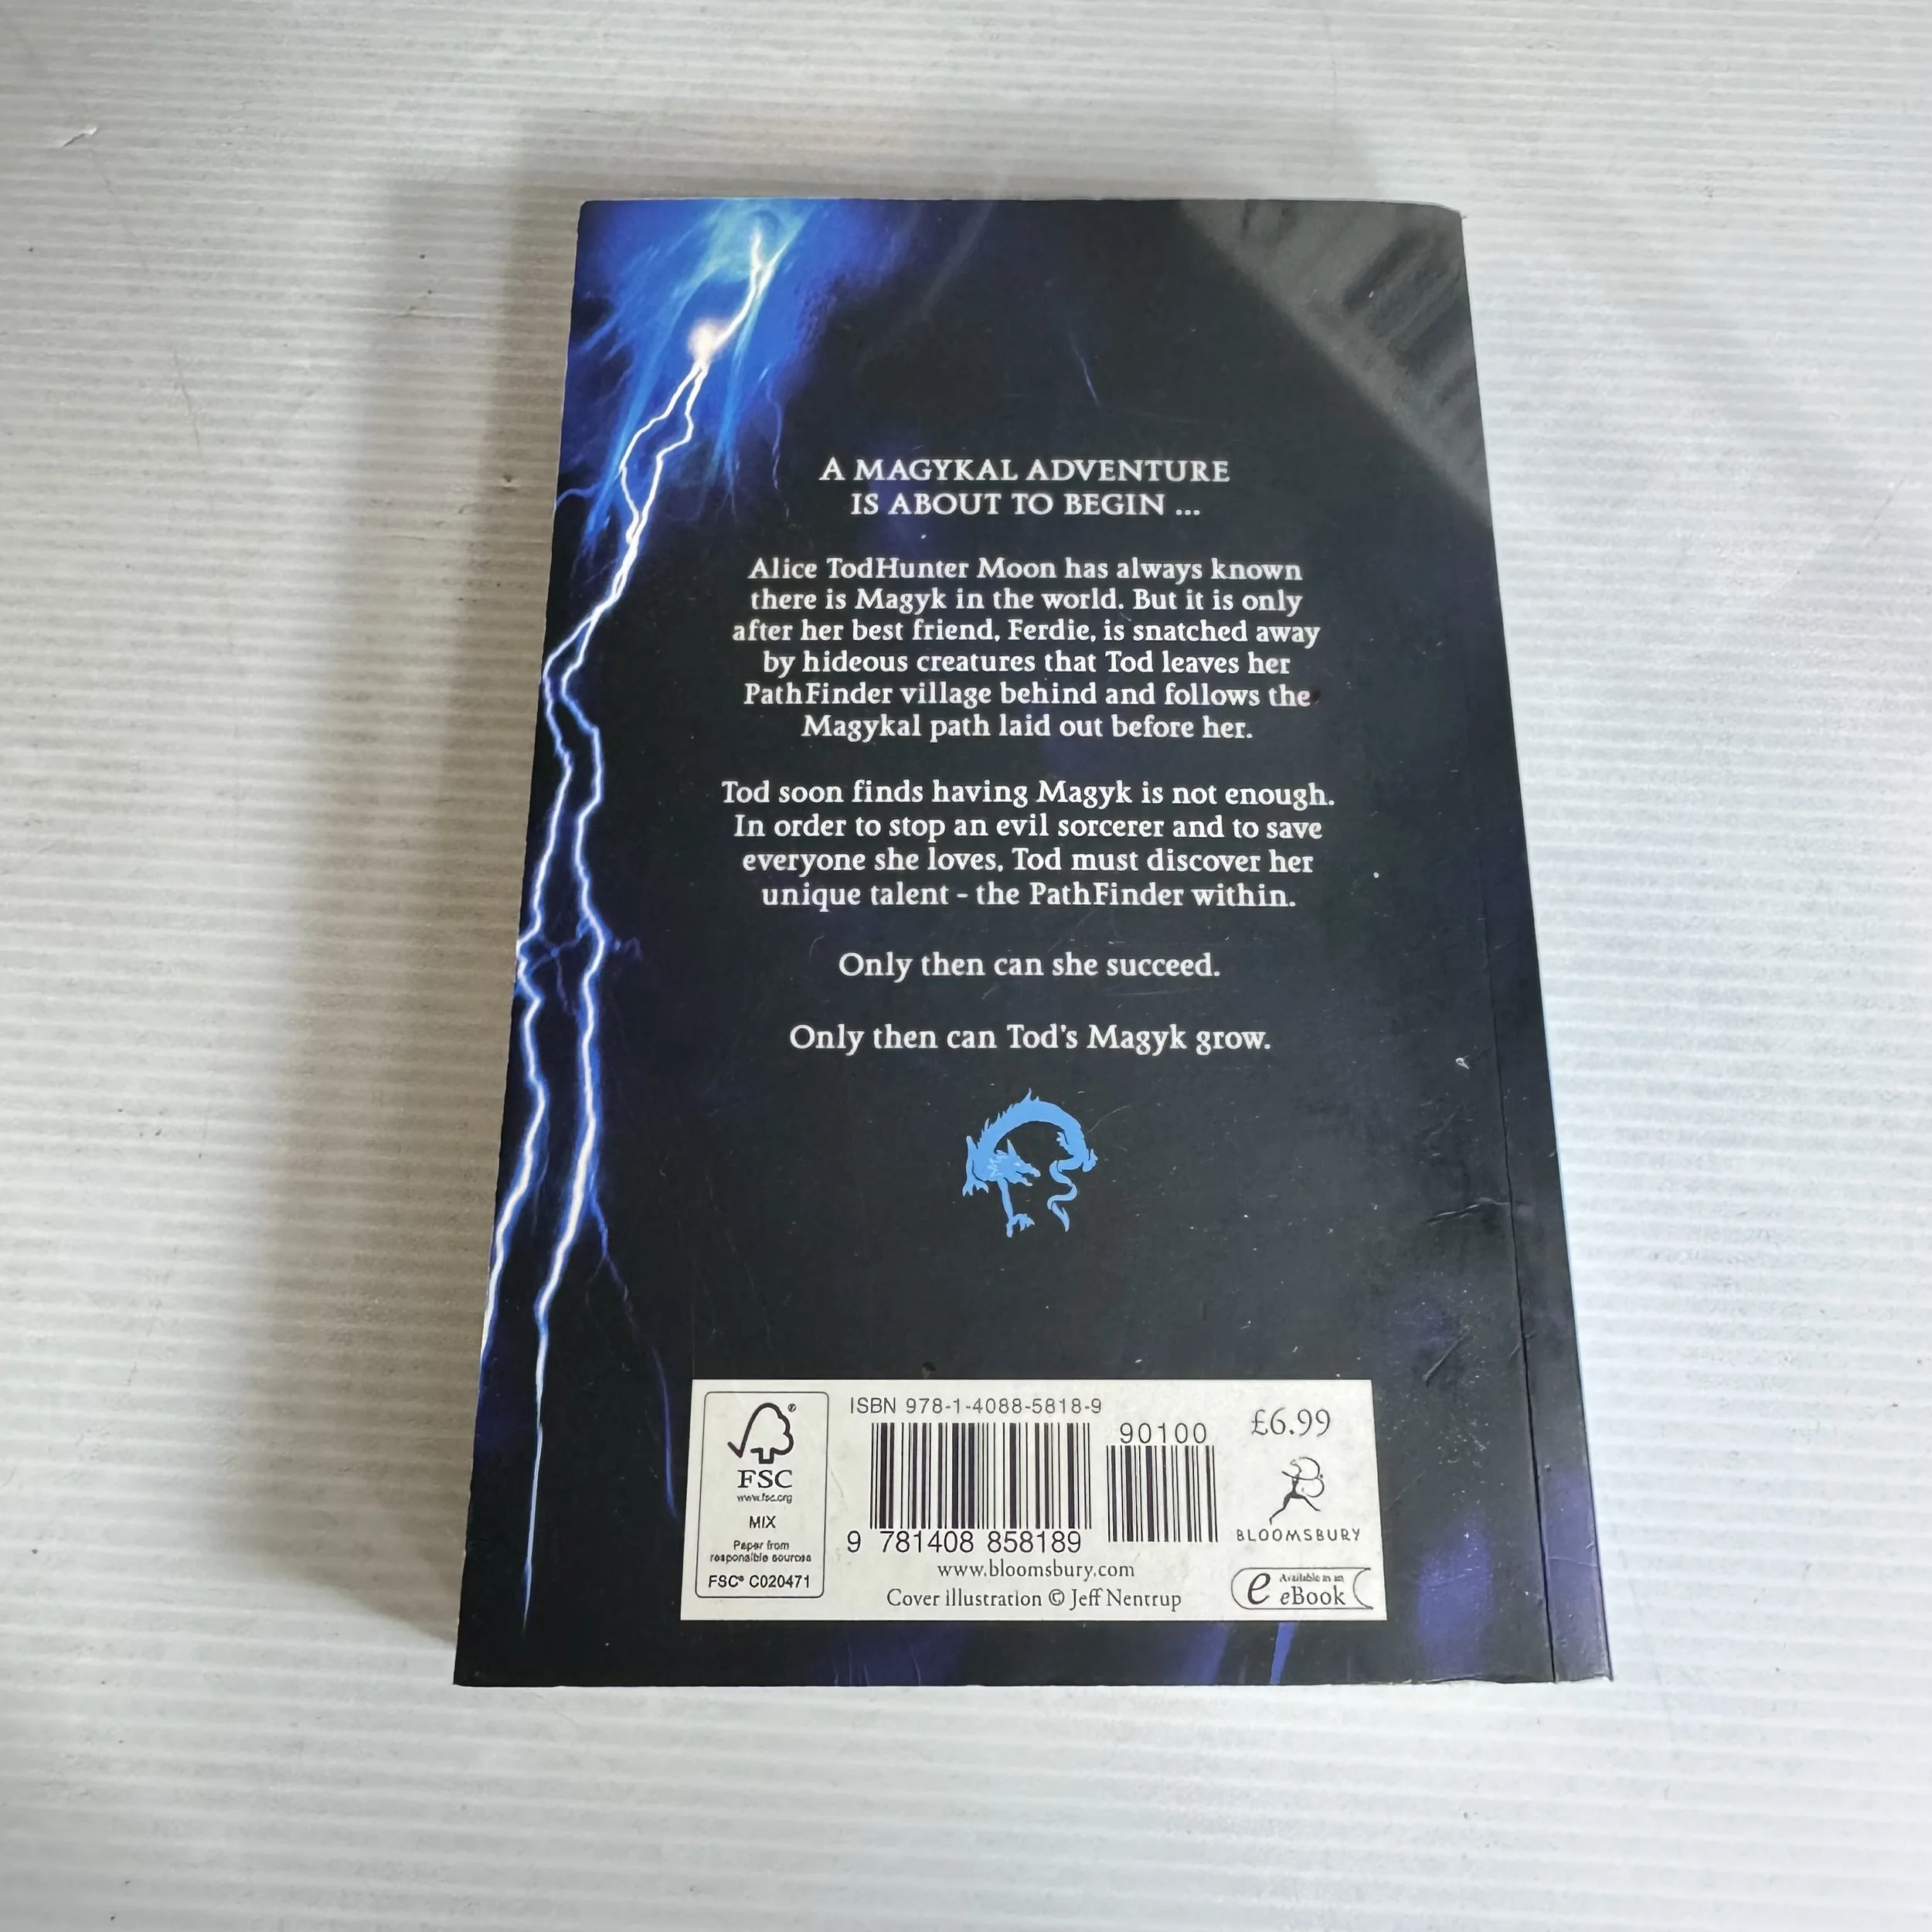 A MAGYKAL ADVENTURE
IS ABOUT TO BEGIN ...
Alice TodHunter Moon has always known
there is Magyk in the world. But it is only
after her best friend, Ferdie, is snatched away
by hideous creatures that Tod leaves her
PathFinder village behind and follows the
Magykal path laid out before her.
Tod soon finds having Magyk is not enough.
In order to stop an evil sorcerer and to save
everyone she loves, Tod must discover her
unique talent - the PathFinder within.
Only then can she succeed.
Only then can Tod's Magyk grow.
®
FSC
www.fsc.org
MIX
Paper from
responsible sources
FSC® C020471
ISBN 978-1-4088-5818-9
90100
9 781408 858189
www.bloomsbury.com
Cover illustration © Jeff Nentrup
£6.99
BLOOMSBURY
e Available as an
eBook